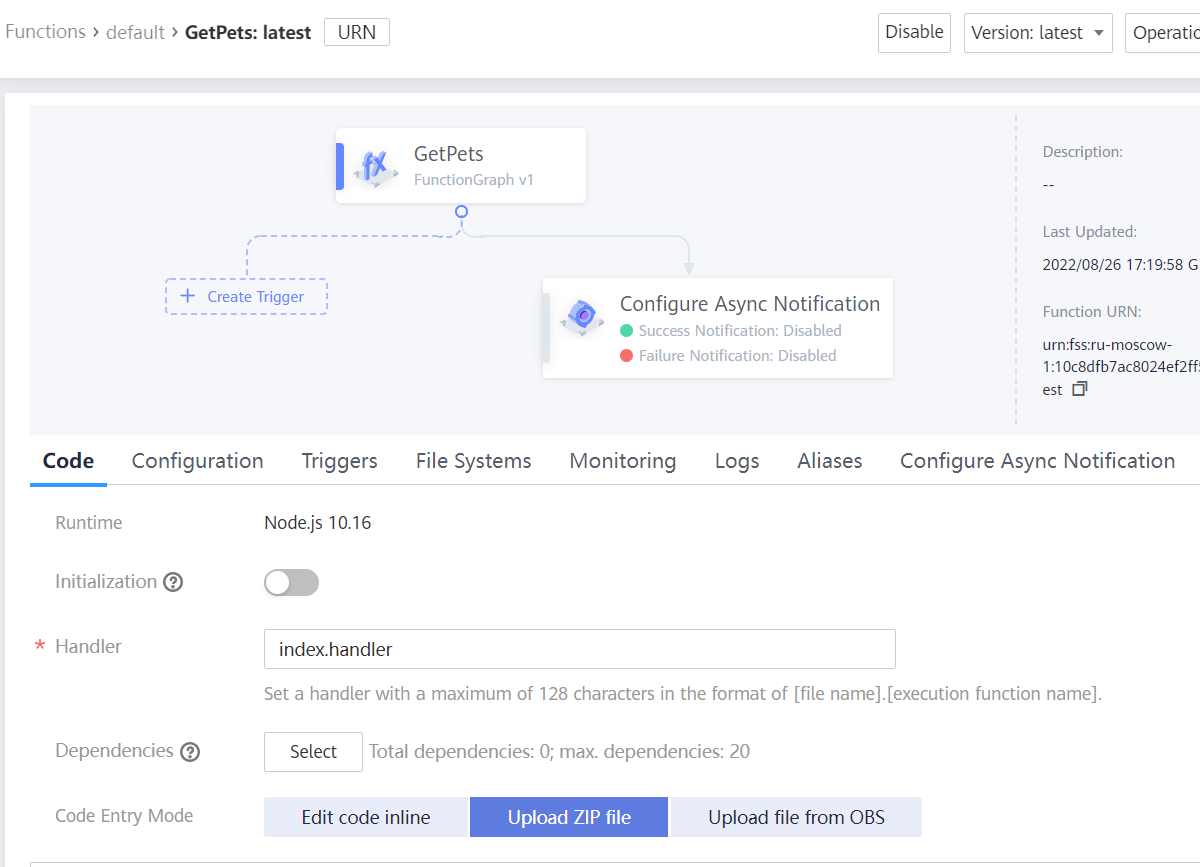 Functions > default > GetPets: latest URN
Disable Version: latest Operatio
GetPets
FunctionGraph v1
+ Create Trigger
Configure Async Notification
Success Notification: Disabled
Failure Notification: Disabled
Description:
--
Last Updated:
2022/08/26 17:19:58 G
Function URN:
urn:fss:ru-moscow-
1:10c8dfb7ac8024ef2ff5
est
Code Configuration Triggers File Systems Monitoring Logs Aliases Configure Async Notification
Runtime Node.js 10.16
Initialization ?
* Handler index.handler
Set a handler with a maximum of 128 characters in the format of [file name].[execution function name].
Dependencies ? Select Total dependencies: 0; max. dependencies: 20
Code Entry Mode Edit code inline Upload ZIP file Upload file from OBS